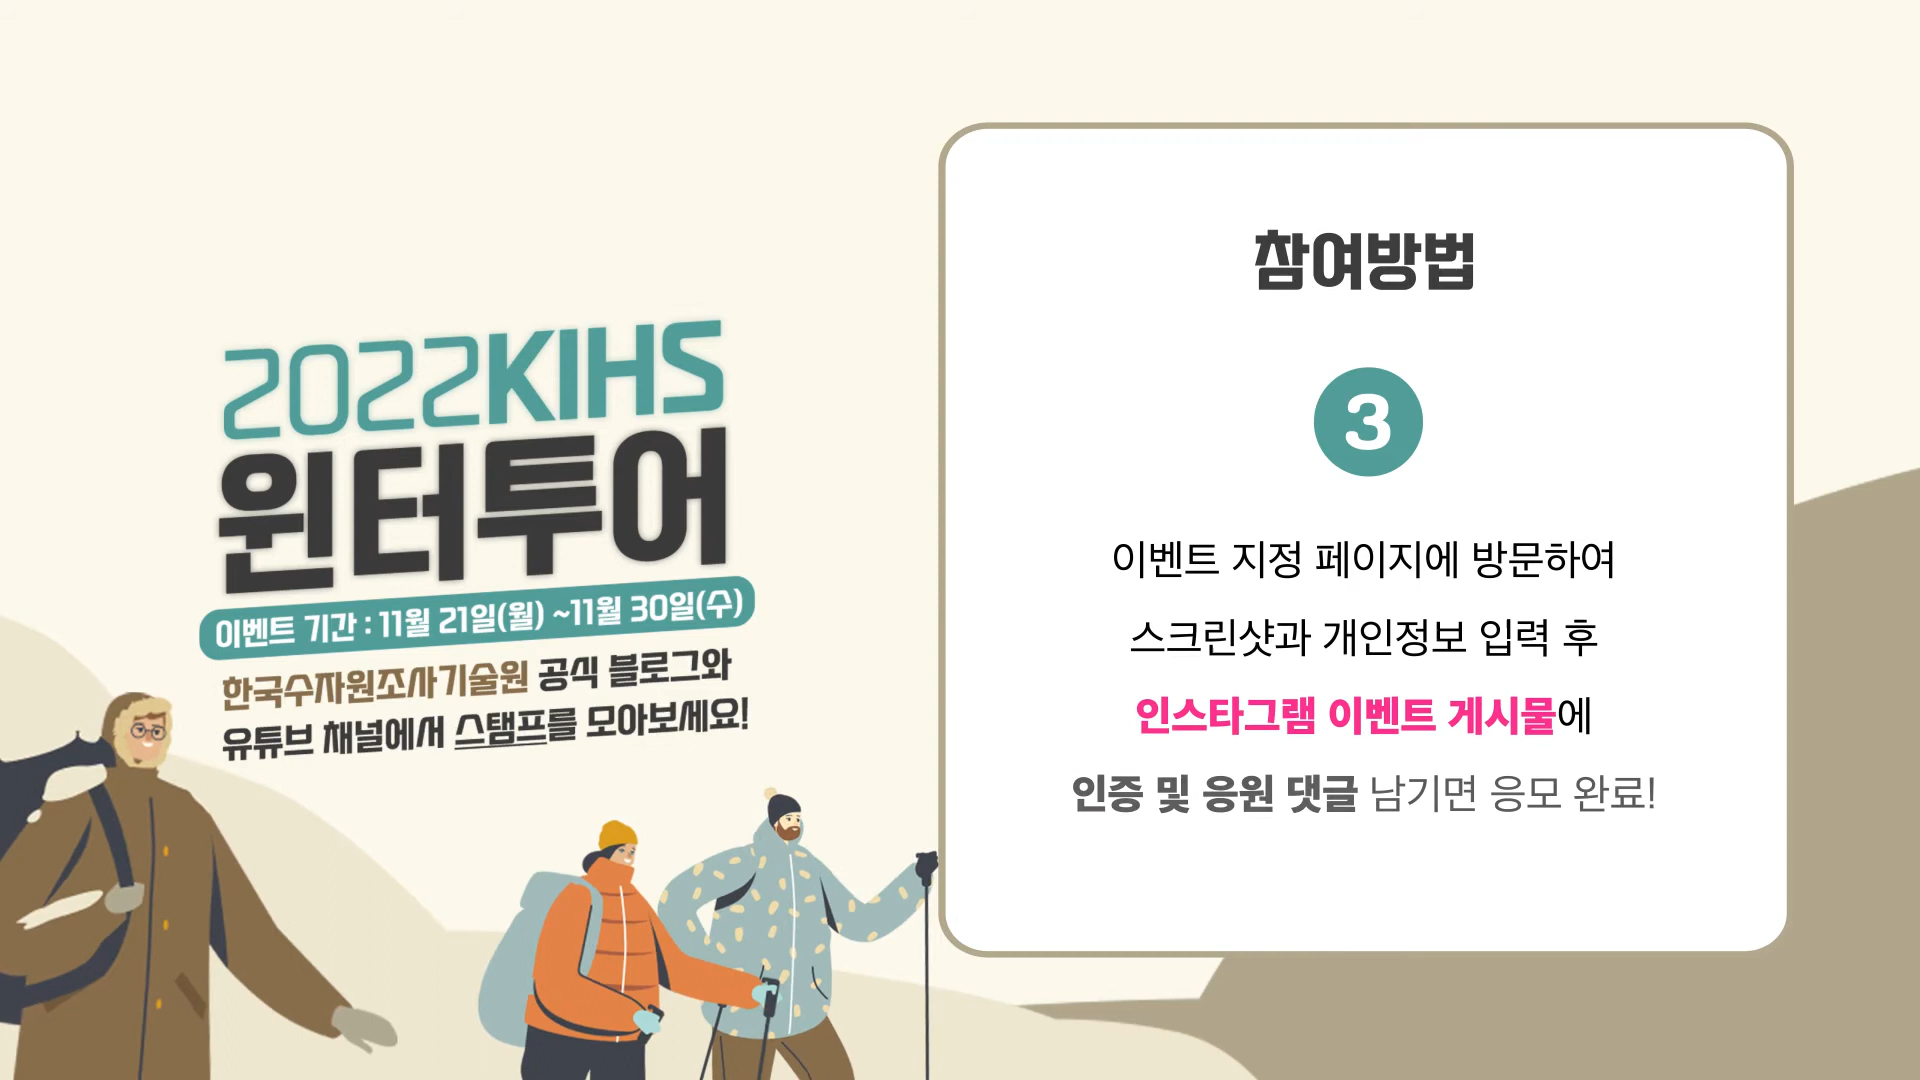 2022KIHS
윈터투어
이벤트 기간 : 11월 21일(월) ~11월 30일(수)
한국수자원조사기술원 공식 블로그와
유튜브 채널에서 스탬프를 모아보세요!
참여방법
3
이벤트 지정 페이지에 방문하여
스크린샷과 개인정보 입력 후
인스타그램 이벤트 게시물에
인증 및 응원 댓글 남기면 응모 완료!